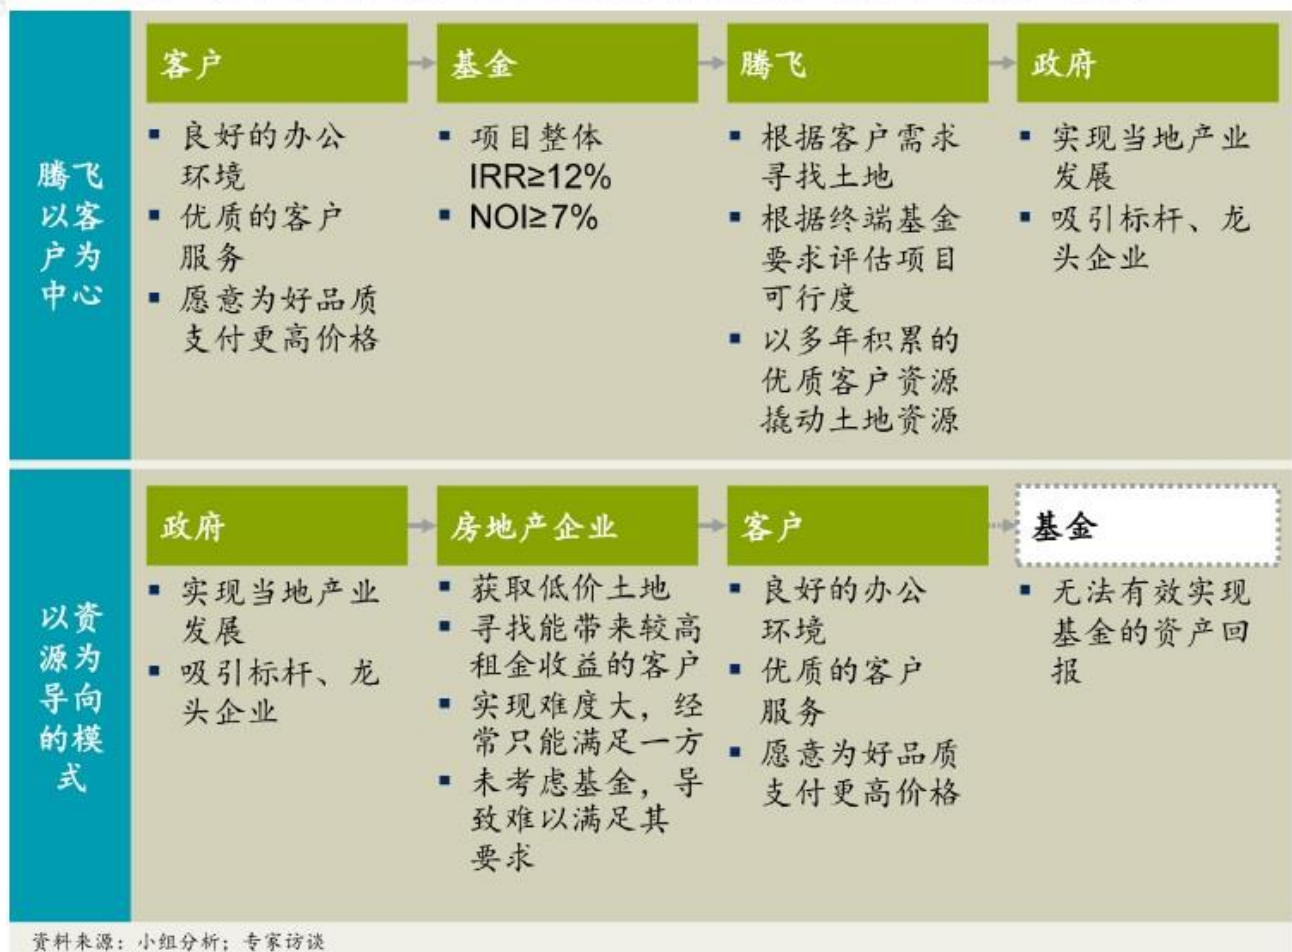 腾飞
以客
户为
中心
客户
良好的办公
环境
优质的客户
服务
愿意为好品质
支付更高价格
基金
项目整体
IRR≥12%
NOI≥7%
腾飞
根据客户需求
寻找土地
根据终端基金
要求评估项目
可行度
以多年积累的
优质客户资源
撬动土地资源
政府
实现当地产业
发展
吸引标杆、龙
头企业
以资
源为
导向
的模
式
政府
实现当地产业
发展
吸引标杆、龙
头企业
房地产企业
获取低价土地
寻找能带来较高
租金收益的客户
实现难度大，经
常只能满足一方
未考虑基金，导
致难以满足其
要求
客户
良好的办公
环境
优质的客户
服务
愿意为好品质
支付更高价格
基金
无法有效实现
基金的资产回
报
资料来源：小组分析；专家访谈